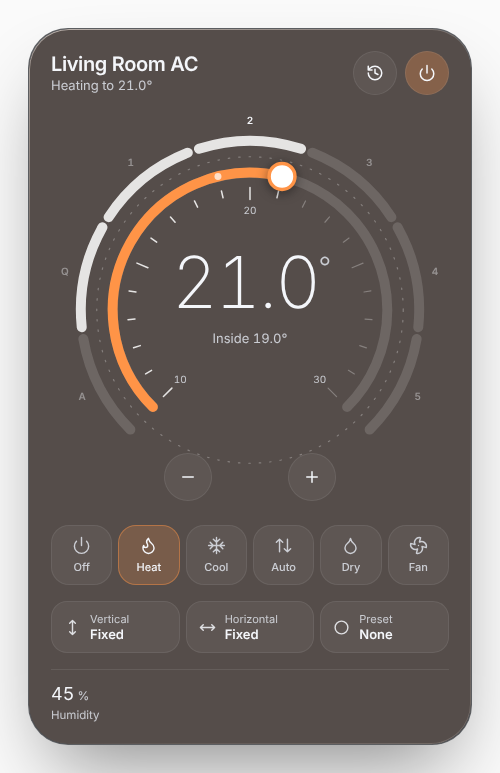 Living Room AC
Heating to 21.0°
2
1
3
20
Q
4
21.0°
Inside 19.0°
A
10
30
5
Off
Heat
Cool
Auto
Dry
Fan
Vertical
Fixed
Horizontal
Fixed
Preset
None
45 %
Humidity